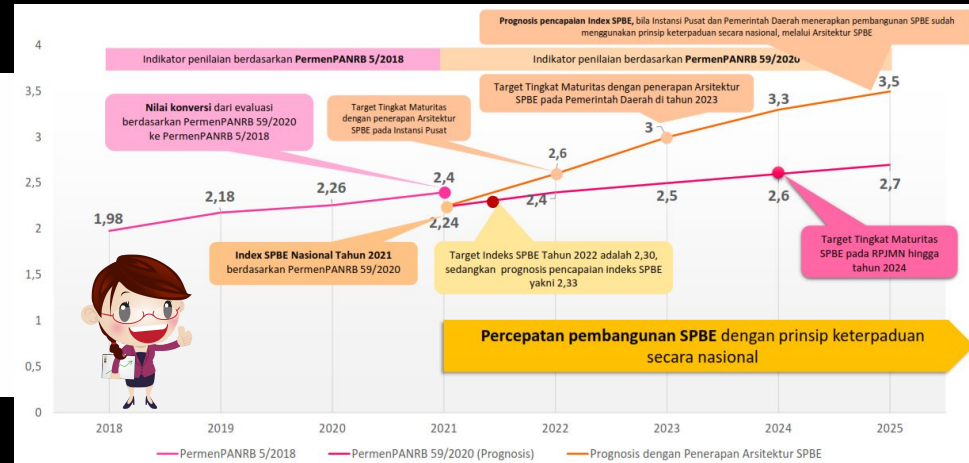 Prognosis pencapaian Index SPBE, bila Instansi Pusat dan Pemerintah Daerah menerapkan pembangunan SPBE sudah
menggunakan prinsip keterpaduan secara nasional, melalui Arsitektur SPBE
Indikator penilaian berdasarkan PermenPANRB 5/2018
Indikator penilaian berdasarkan PermenPANRB 59/2020
Nilai konversi dari evaluasi
berdasarkan PermenPANRB 59/2020
ke PermenPANRB 5/2018
Target Tingkat Maturitas
dengan penerapan Arsitektur
SPBE pada Instansi Pusat
Target Tingkat Maturitas dengan penerapan Arsitektur
SPBE pada Pemerintah Daerah di tahun 2023
4
3,5
3
2,5
2
1,5
1
0,5
0
1,98
2,18
2,26
2,4
2,24
2,6
3
3,3
3,5
2,4
2,5
2,6
2,7
Index SPBE Nasional Tahun 2021
berdasarkan PermenPANRB 59/2020
Target Indeks SPBE Tahun 2022 adalah 2,30,
sedangkan prognosis pencapaian indeks SPBE
yakni 2,33
Target Tingkat Maturitas
SPBE pada RPJMN hingga
tahun 2024
Percepatan pembangunan SPBE dengan prinsip keterpaduan
secara nasional
2018 2019 2020 2021 2022 2023 2024 2025
PermenPANRB 5/2018 PermenPANRB 59/2020 (Prognosis) Prognosis dengan Penerapan Arsitektur SPBE